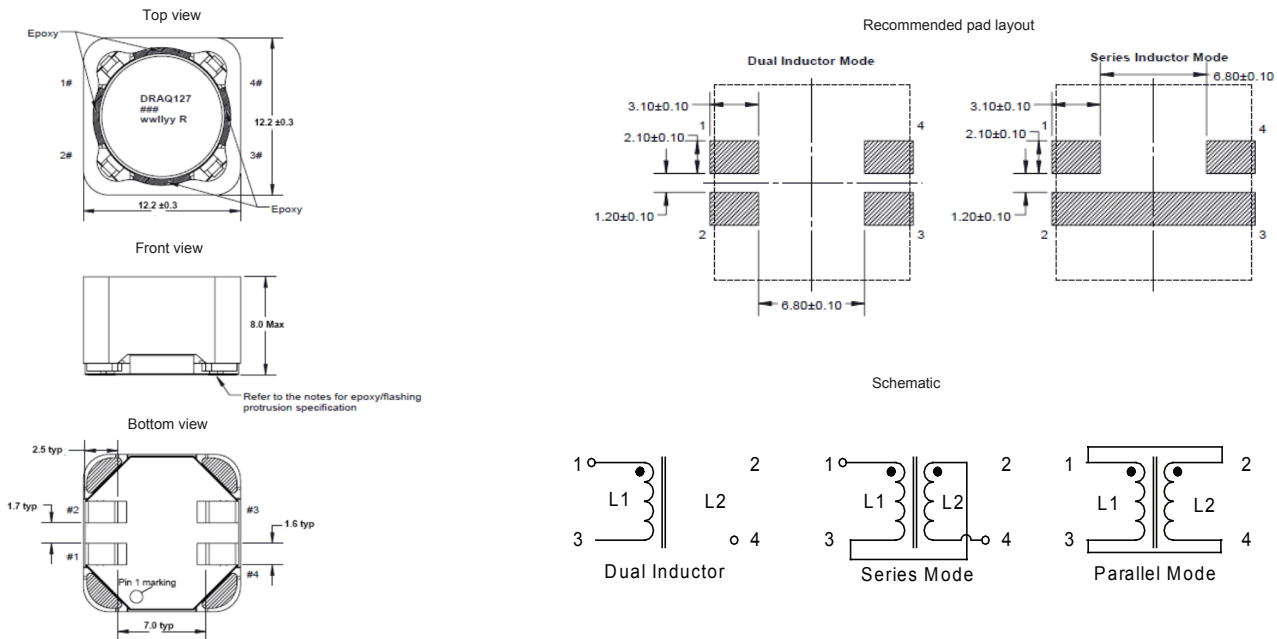 Top view
Epoxy
1#
4#
DRAQ127
###
wwllyy R
12.2 ±0.3
2#
3#
12.2 ±0.3
Epoxy
Front view
8.0 Max
Refer to the notes for epoxy/flashing
protrusion specification
Bottom view
2.5 typ
1.7 typ
#2
#3
1.6 typ
#1
#4
Pin 1 marking
7.0 typ
Recommended pad layout
Dual Inductor Mode
3.10±0.10
1
4
2.10±0.10
1.20±0.10
2
3
6.80±0.10
Series Inductor Mode
6.80±0.10
3.10±0.10
1
4
2.10±0.10
1.20±0.10
2
3
Schematic
1
2
L1
L2
3
4
Dual Inductor
1
2
L1
L2
3
4
Series Mode
1
2
L1
L2
3
4
Parallel Mode